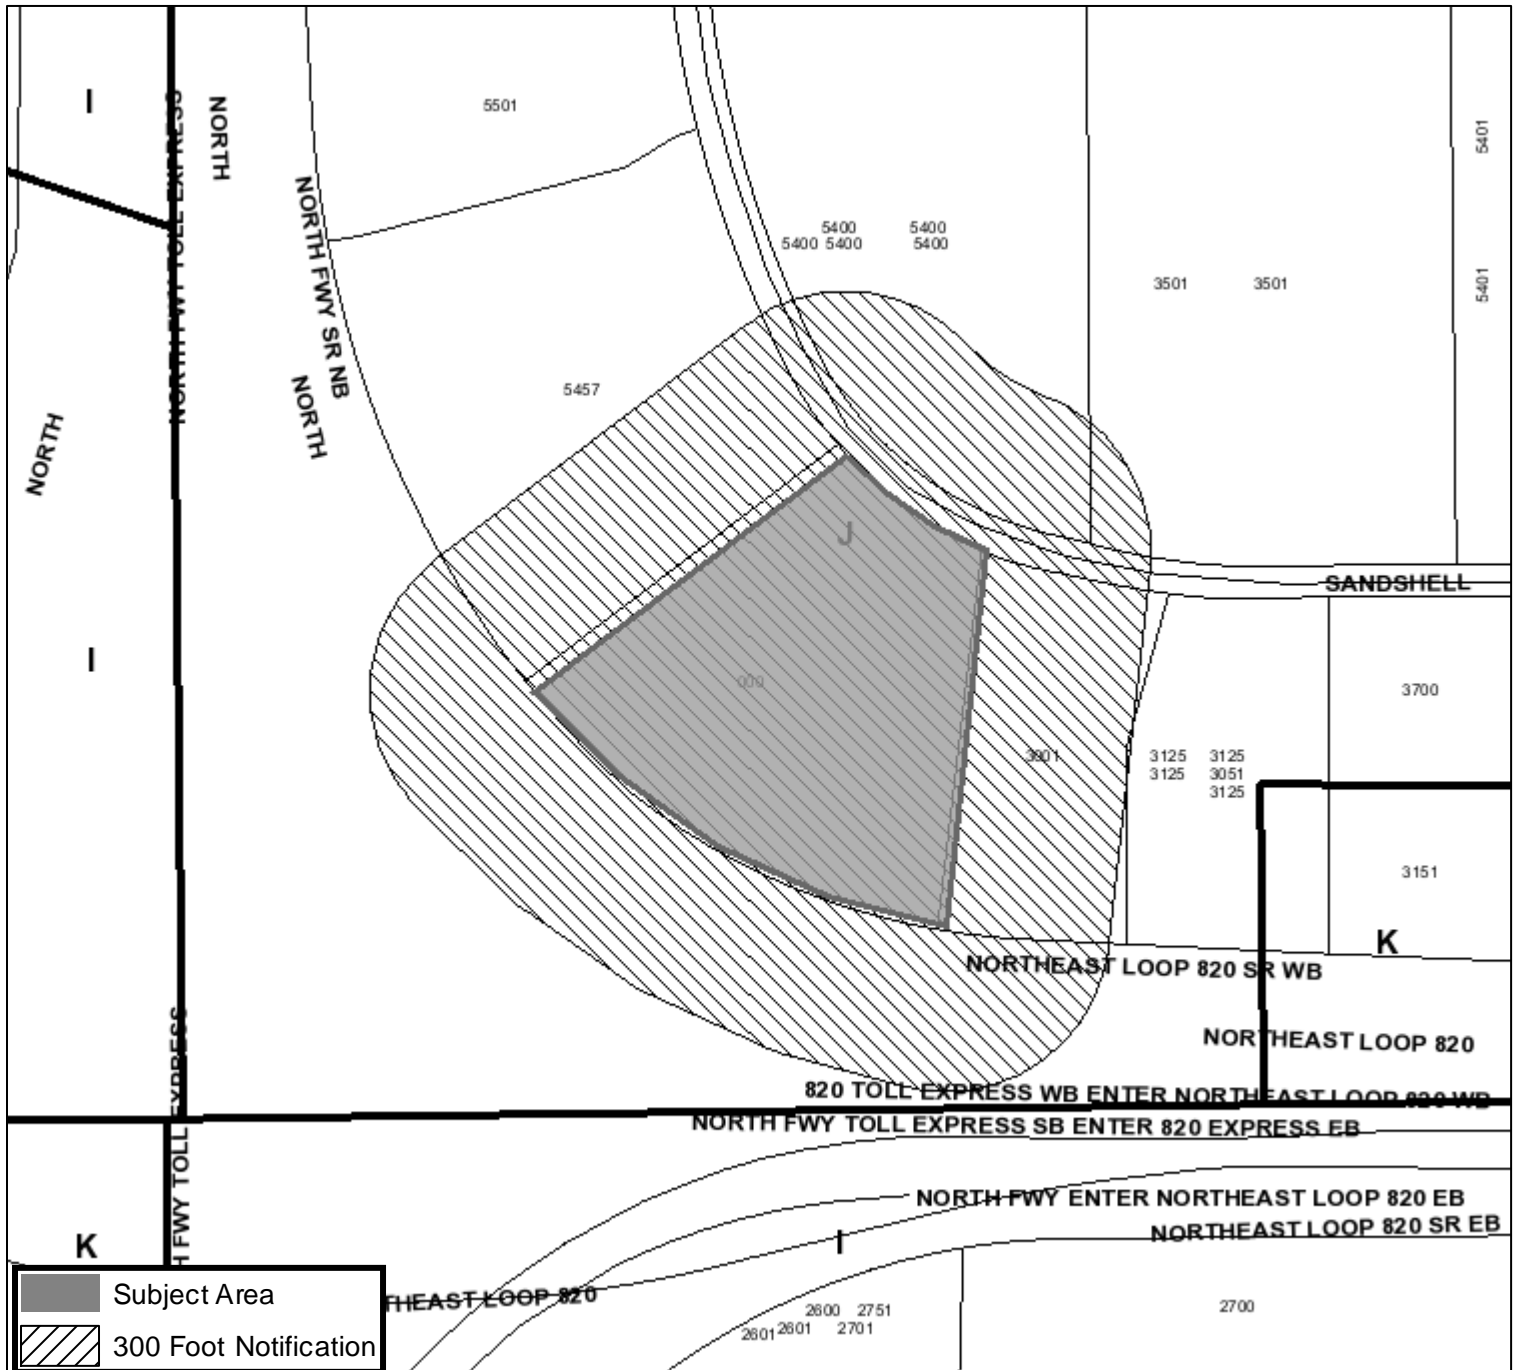 I
NORTH FWY TOLL EXPRESS
NORTH
5501
5401
NORTH FWY SR NB
5400 5400
5400 5400 5400
3501 3501
5401
5457
NORTH
NORTH
J
SANDSHELL
I
000
3700
3001
3125 3125
3125 3051
3125
3151
K
NORTHEAST LOOP 820 SR WB
NORTHEAST LOOP 820
EXPRESS
820 TOLL EXPRESS WB ENTER NORTHEAST LOOP 820 WB
NORTH FWY TOLL EXPRESS SB ENTER 820 EXPRESS EB
H FWY TOLL
NORTH FWY ENTER NORTHEAST LOOP 820 EB
NORTHEAST LOOP 820 SR EB
K
I
THEAST LOOP 820
2600 2751
2601 2601 2701
2700
Subject Area
300 Foot Notification